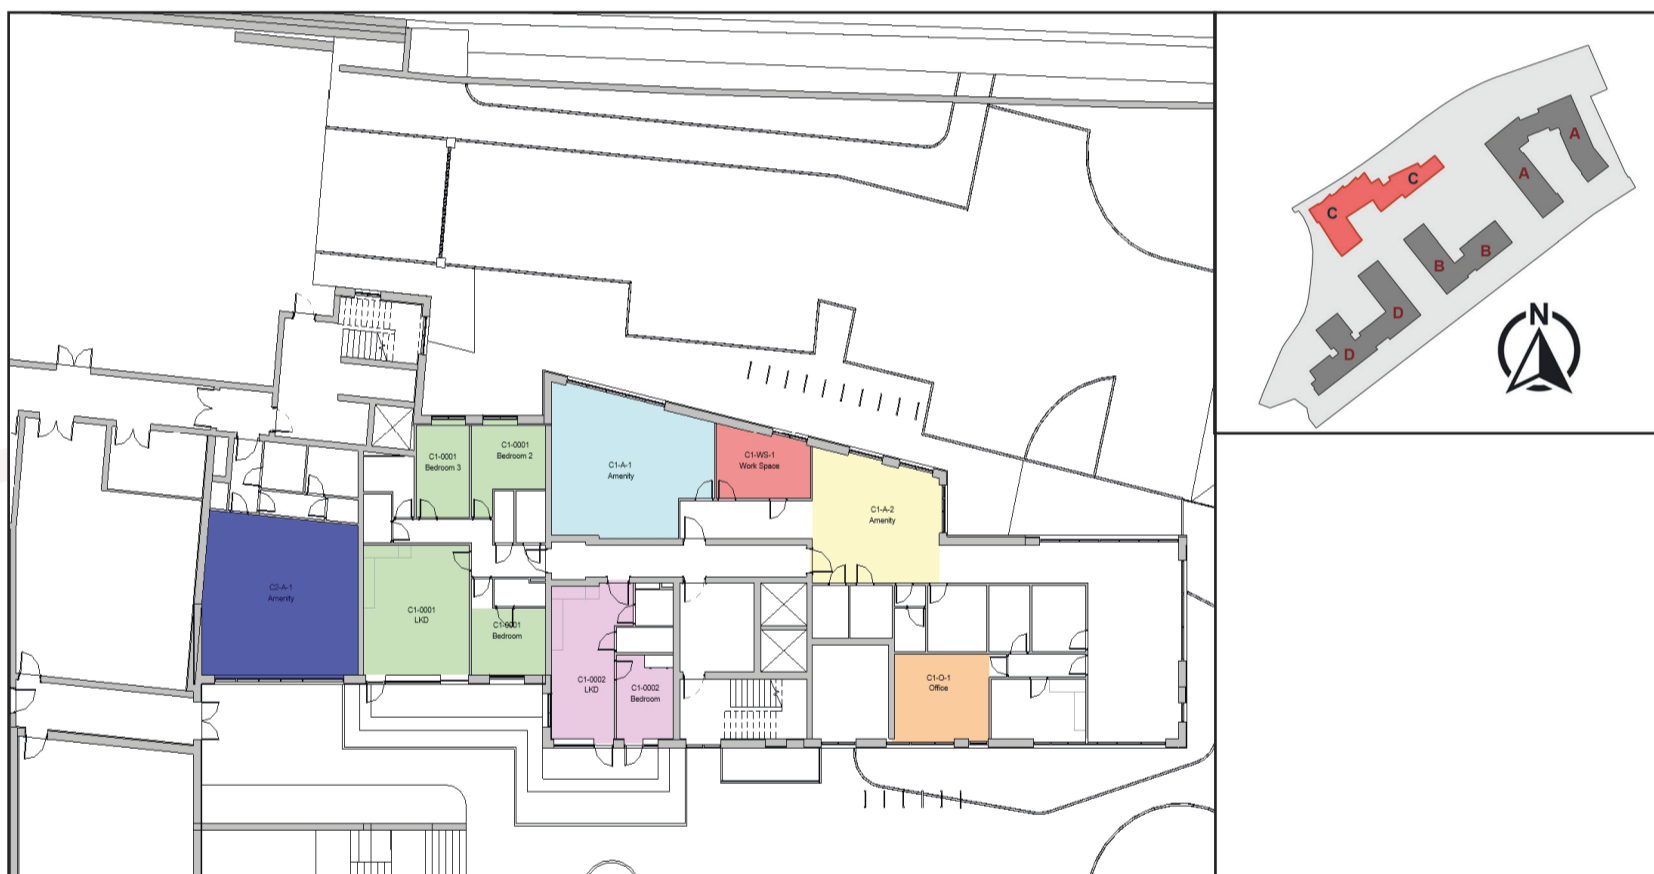 C1-0001
Bedroom 3
C1-0001
Bedroom 2
C1-A-1
Amenity
C1-WS-1
Work Space
C1-A-2
Amenity
C2-A-1
Amenity
C1-0001
LKD
C1-0001
Bedroom
C1-0002
LKD
C1-0002
Bedroom
C1-O-1
Office
A
A
C
C
B
B
D
D
N